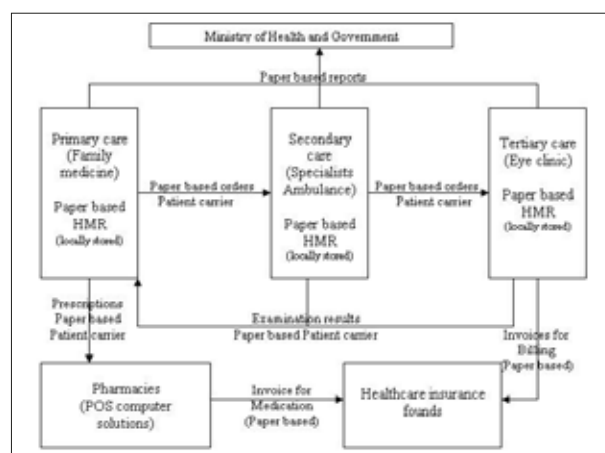 Ministry of Health and Government
Paper based reports
Primary care
(Family
medicine)
Paper based
HMR
(locally stored)
Paper based orders
Patient carrier
Secondary
care
(Specialists
Ambulance)
Paper based
HMR
(locally stored)
Paper based orders
Patient carrier
Tertiary care
(Eye clinic)
Paper based
HMR
(locally stored)
Prescriptions
Paper based
Patient carrier
Examination results
Paper based Patient carrier
Invoices for
Billing
(Paper based)
Pharmacies
(POS computer
solutions)
Invoice for
Medication
(Paper based)
Healthcare insurance
founds